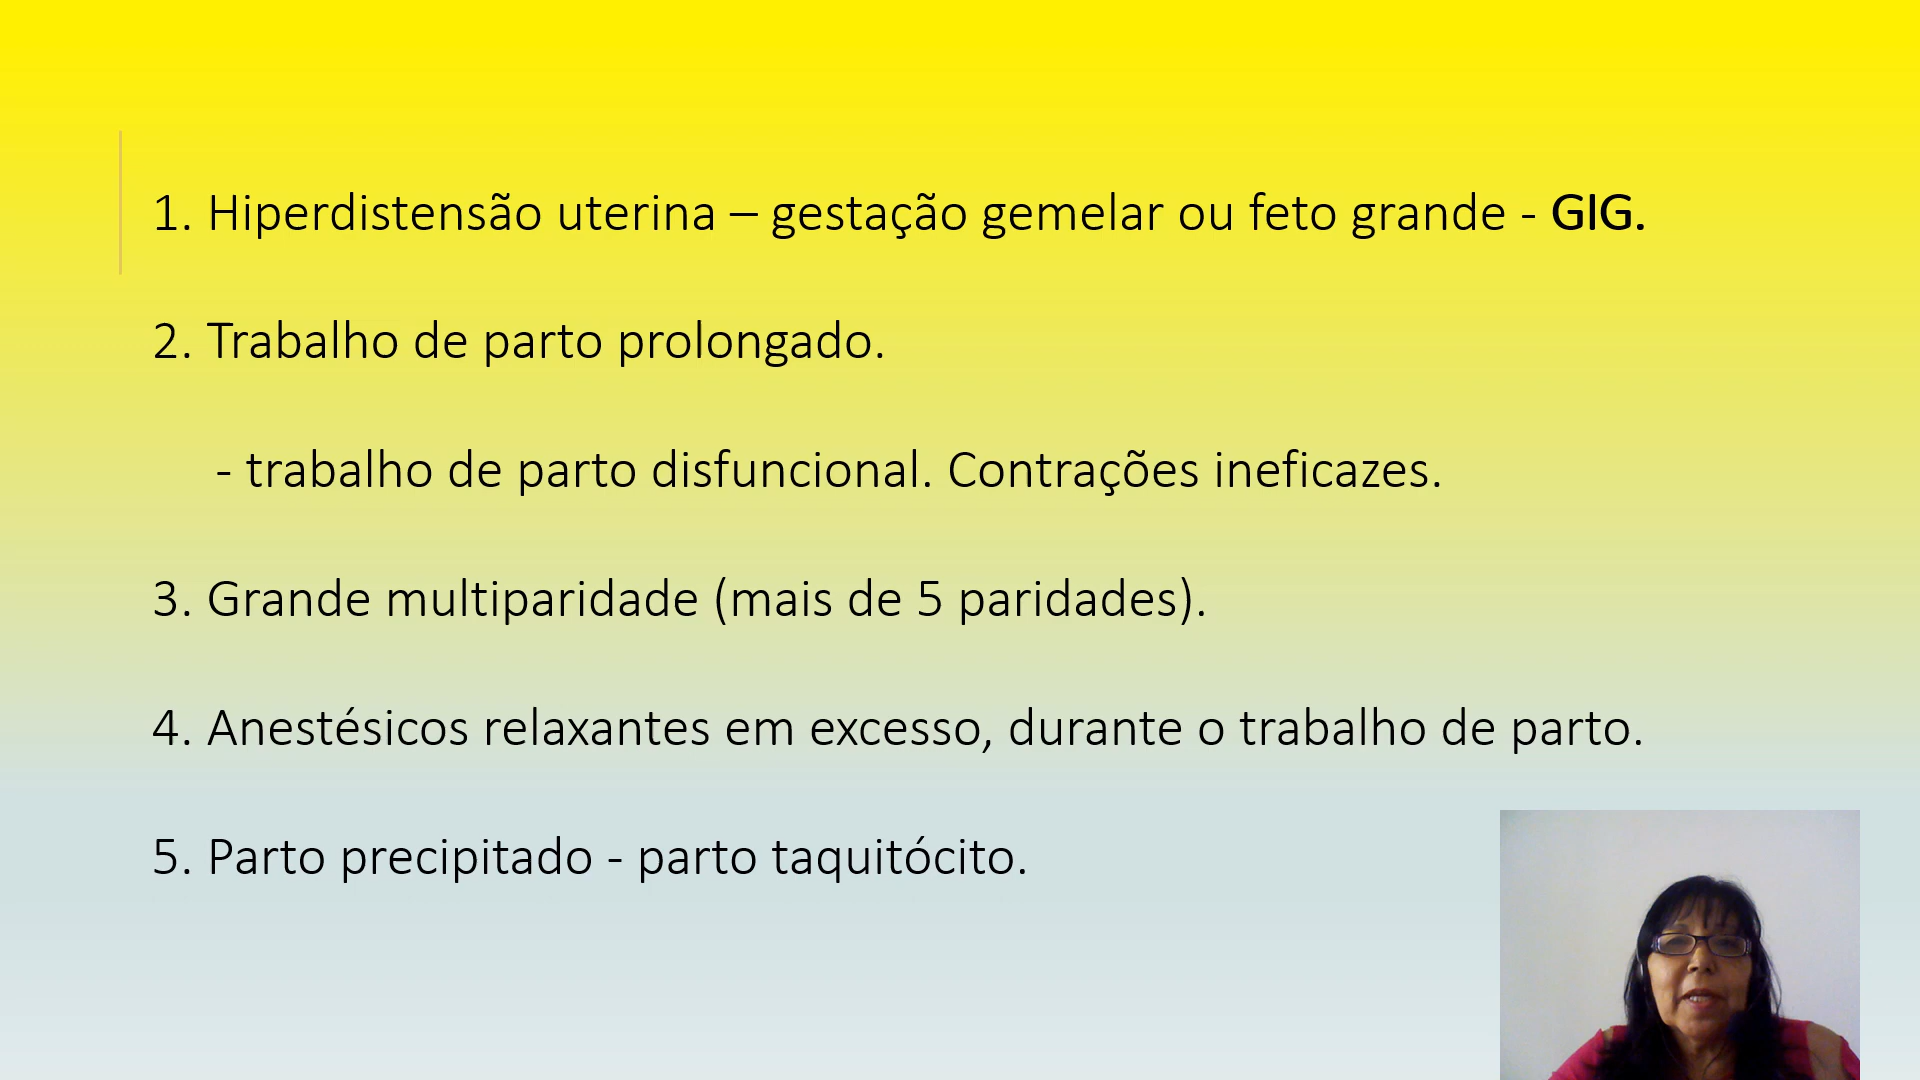 1. Hiperdistensão uterina – gestação gemelar ou feto grande - GIG.
2. Trabalho de parto prolongado.
- trabalho de parto disfuncional. Contrações ineficazes.
3. Grande multiparidade (mais de 5 paridades).
4. Anestésicos relaxantes em excesso, durante o trabalho de parto.
5. Parto precipitado - parto taquitócito.